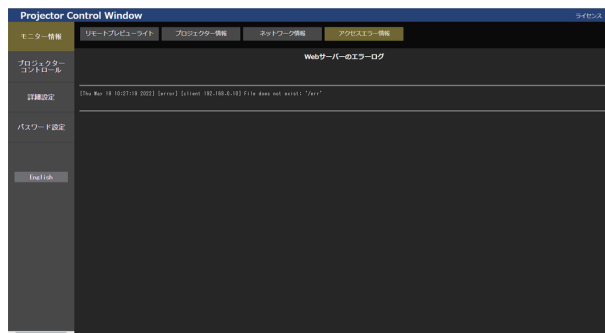 Projector Control Window
ライセンス
モニター情報
リモートプレビューライト
プロジェクター情報
ネットワーク情報
アクセスエラー情報
Webサーバーのエラーログ
プロジェクター
コントロール
詳細設定
[Thu May 19 10:27:19 2022] [error] [client 192.168.0.10] File does not exist: "/err"
パスワード設定
English